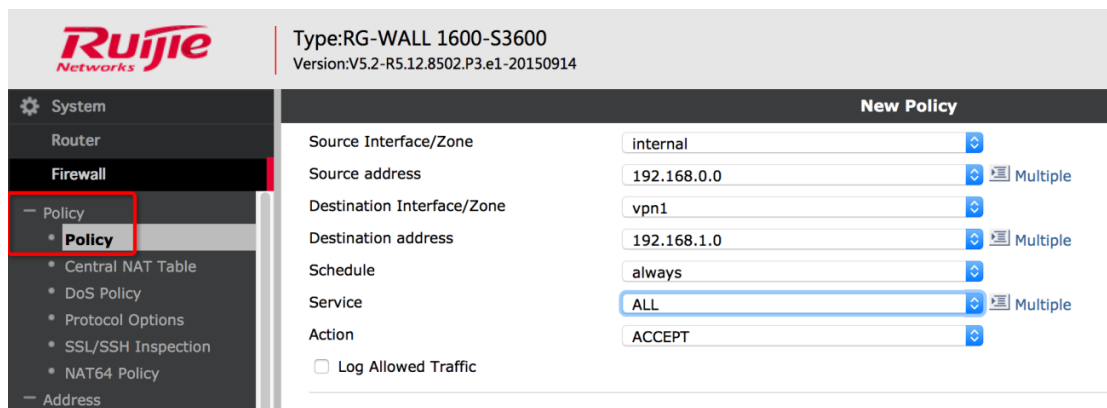 Ruijie
Networks
Type:RG-WALL 1600-S3600
Version:V5.2-R5.12.8502.P3.e1-20150914
System
Router
Firewall
Policy
Policy
Central NAT Table
DoS Policy
Protocol Options
SSL/SSH Inspection
NAT64 Policy
Address
New Policy
Source Interface/Zone internal
Source address 192.168.0.0 Multiple
Destination Interface/Zone vpn1
Destination address 192.168.1.0 Multiple
Schedule always
Service ALL Multiple
Action ACCEPT
Log Allowed Traffic